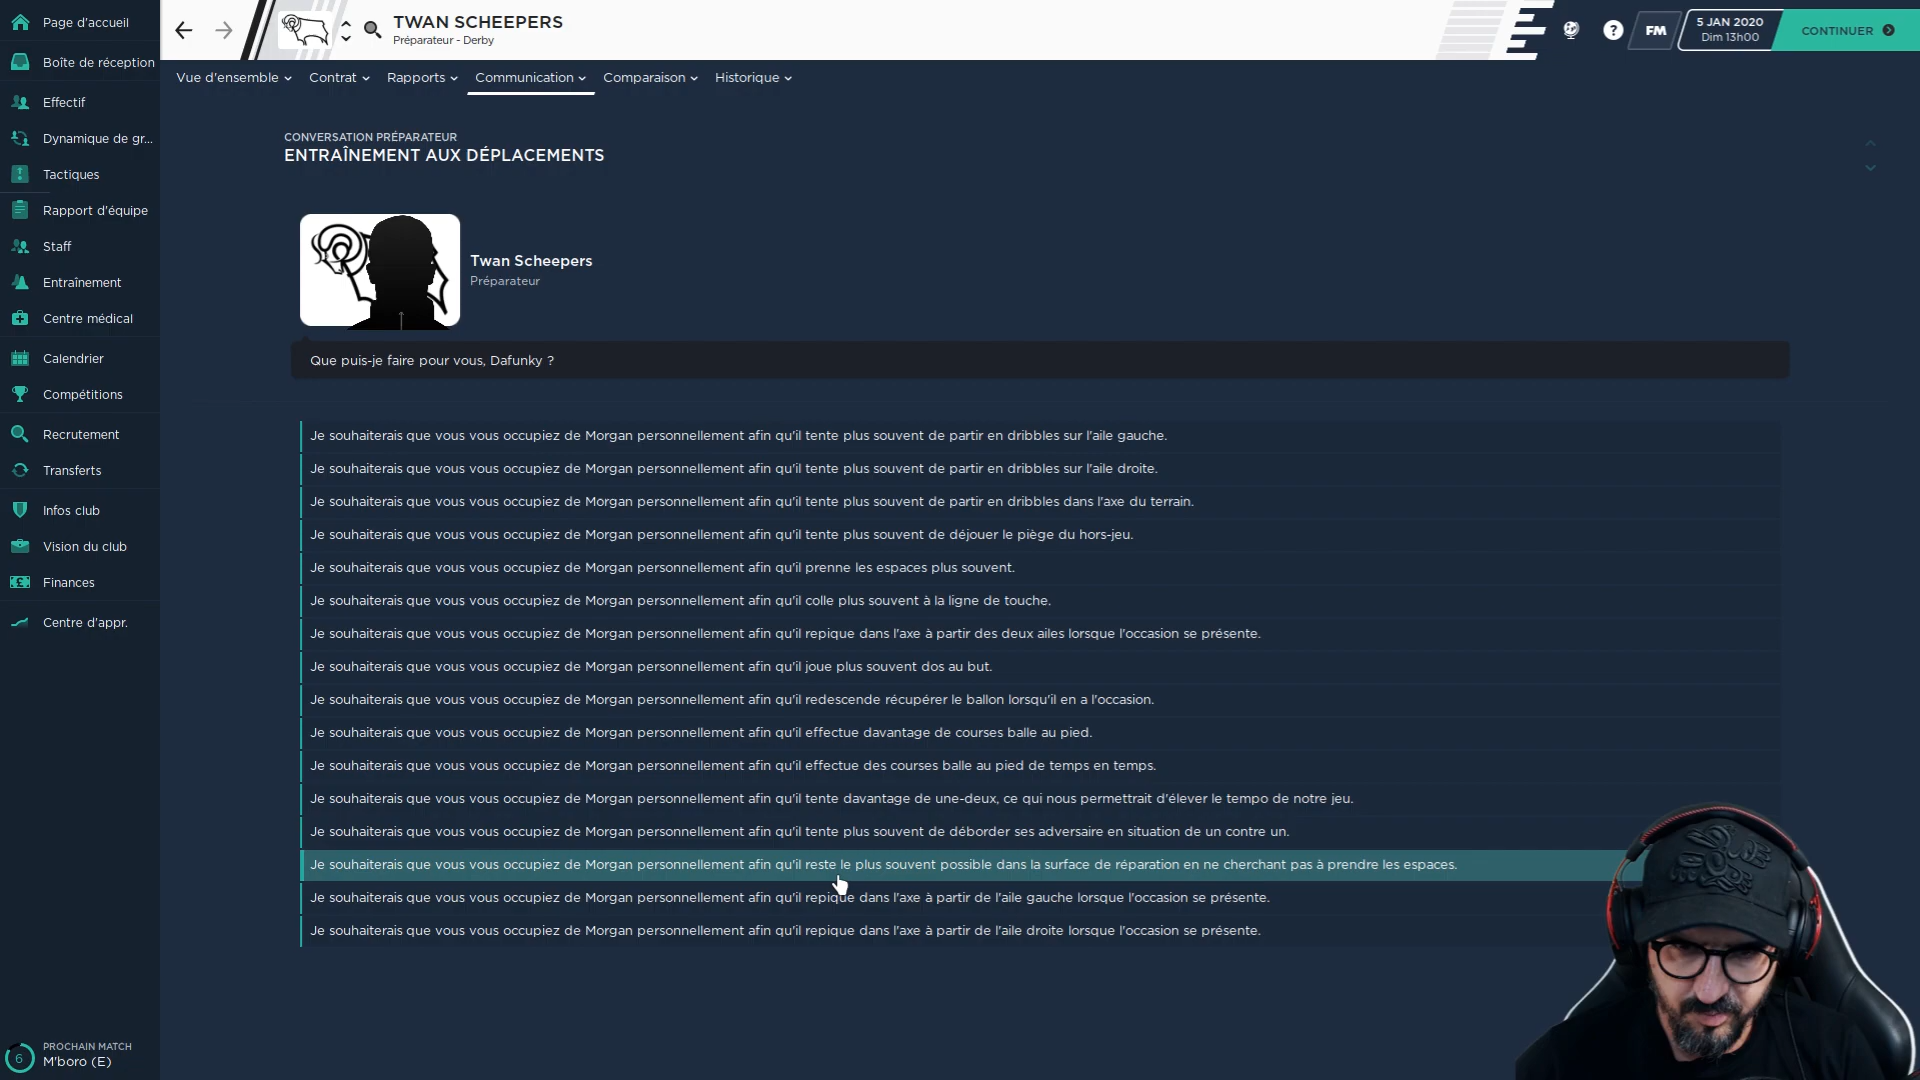 Page d'accueil
Boîte de réception
Effectif
Dynamique de gr...
Tactiques
Rapport d'équipe
Staff
Entraînement
Centre médical
Calendrier
Compétitions
Recrutement
Transferts
Infos club
Vision du club
Finances
Centre d'appr.
6
PROCHAIN MATCH
M'boro (E)
TWAN SCHEEPERS
Préparateur - Derby
?
FM
5 JAN 2020
Dim 13h00
CONTINUER
Vue d'ensemble
Contrat
Rapports
Communication
Comparaison
Historique
CONVERSATION PRÉPARATEUR
ENTRAÎNEMENT AUX DÉPLACEMENTS
Twan Scheepers
Préparateur
Que puis-je faire pour vous, Dafunky ?
Je souhaiterais que vous vous occupiez de Morgan personnellement afin qu'il tente plus souvent de partir en dribbles sur l'aile gauche.
Je souhaiterais que vous vous occupiez de Morgan personnellement afin qu'il tente plus souvent de partir en dribbles sur l'aile droite.
Je souhaiterais que vous vous occupiez de Morgan personnellement afin qu'il tente plus souvent de partir en dribbles dans l'axe du terrain.
Je souhaiterais que vous vous occupiez de Morgan personnellement afin qu'il tente plus souvent de déjouer le piège du hors-jeu.
Je souhaiterais que vous vous occupiez de Morgan personnellement afin qu'il prenne les espaces plus souvent.
Je souhaiterais que vous vous occupiez de Morgan personnellement afin qu'il colle plus souvent à la ligne de touche.
Je souhaiterais que vous vous occupiez de Morgan personnellement afin qu'il repique dans l'axe à partir des deux ailes lorsque l'occasion se présente.
Je souhaiterais que vous vous occupiez de Morgan personnellement afin qu'il joue plus souvent dos au but.
Je souhaiterais que vous vous occupiez de Morgan personnellement afin qu'il redescende récupérer le ballon lorsqu'il en a l'occasion.
Je souhaiterais que vous vous occupiez de Morgan personnellement afin qu'il effectue davantage de courses balle au pied.
Je souhaiterais que vous vous occupiez de Morgan personnellement afin qu'il effectue des courses balle au pied de temps en temps.
Je souhaiterais que vous vous occupiez de Morgan personnellement afin qu'il tente davantage de une-deux, ce qui nous permettrait d'élever le tempo de notre jeu.
Je souhaiterais que vous vous occupiez de Morgan personnellement afin qu'il tente plus souvent de déborder ses adversaire en situation de un contre un.
Je souhaiterais que vous vous occupiez de Morgan personnellement afin qu'il reste le plus souvent possible dans la surface de réparation en ne cherchant pas à prendre les espaces.
Je souhaiterais que vous vous occupiez de Morgan personnellement afin qu'il repique dans l'axe à partir de l'aile gauche lorsque l'occasion se présente.
Je souhaiterais que vous vous occupiez de Morgan personnellement afin qu'il repique dans l'axe à partir de l'aile droite lorsque l'occasion se présente.